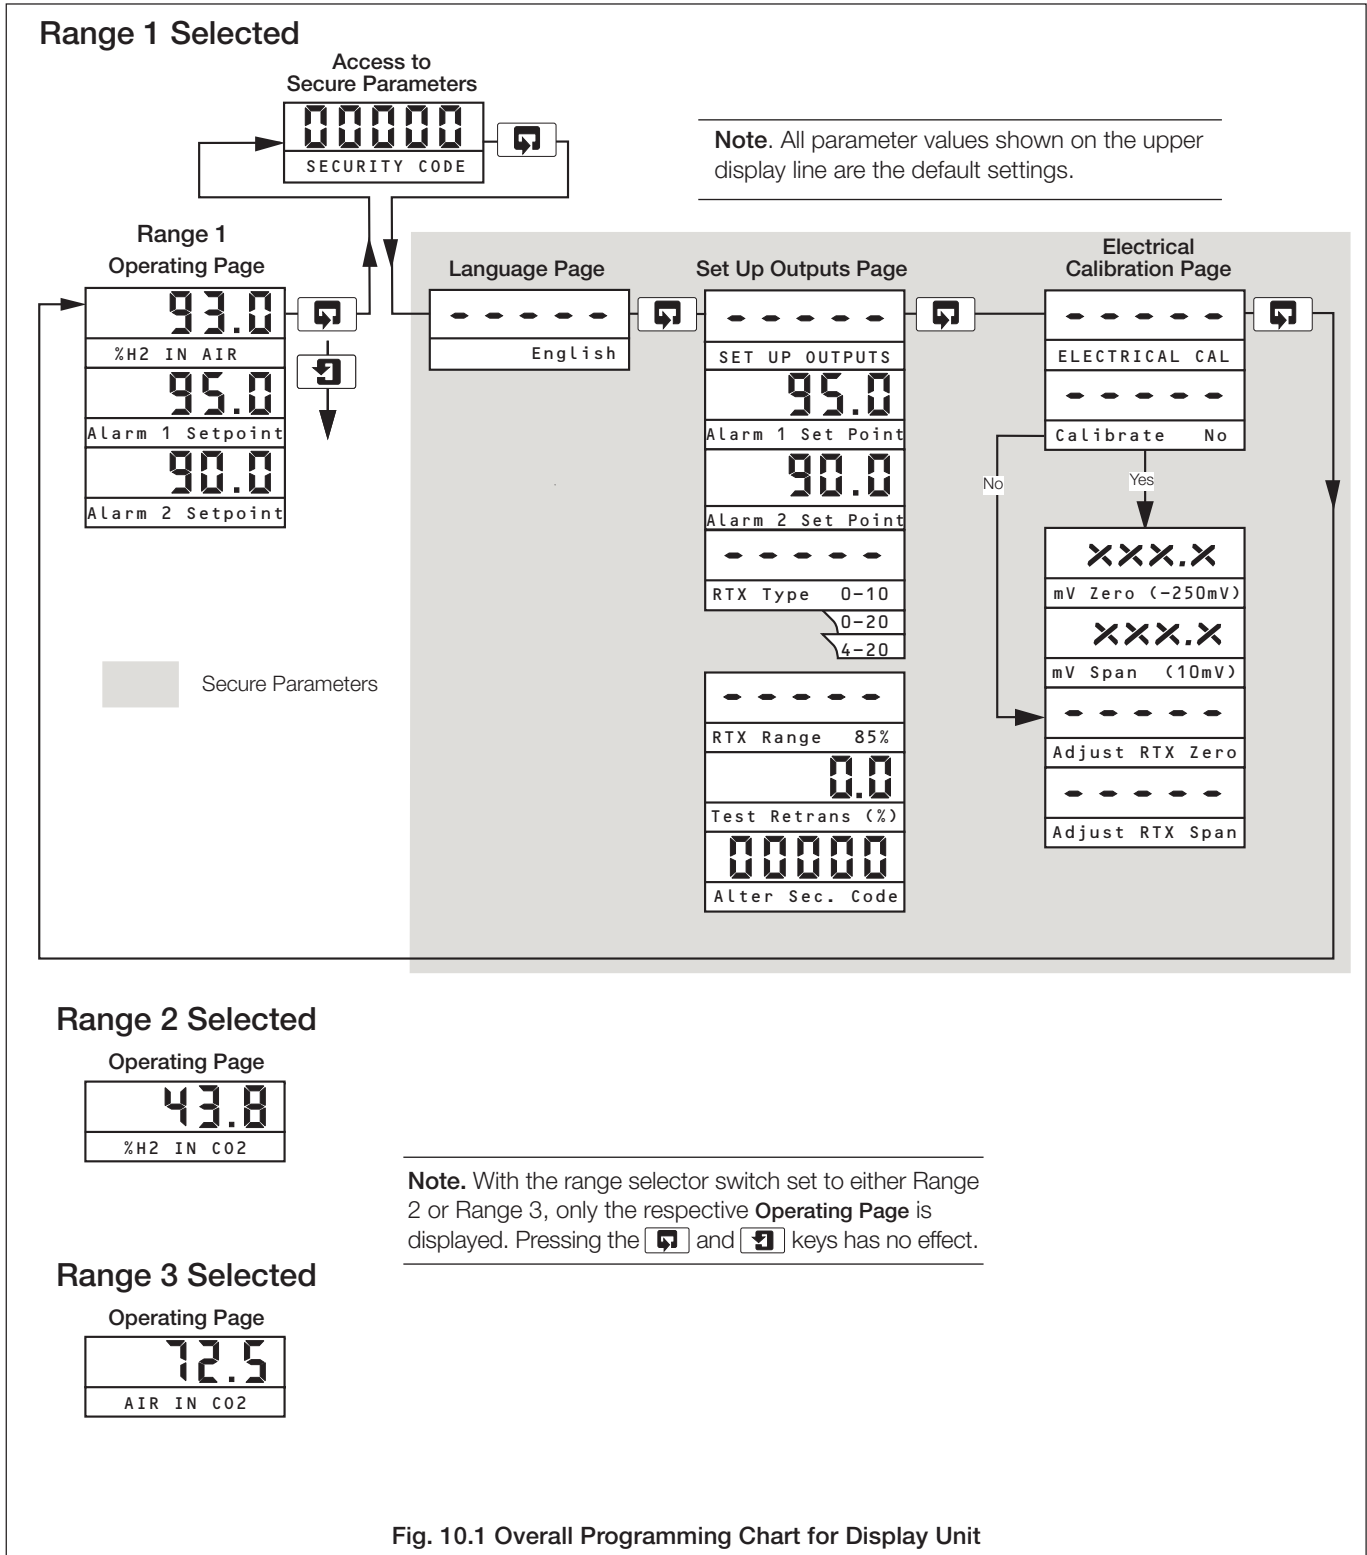 Range 1 Selected
Access to
Secure Parameters
00000
SECURITY CODE
Note. All parameter values shown on the upper
display line are the default settings.
Range 1
Operating Page
93.0
%H2 IN AIR
95.0
Alarm 1 Setpoint
90.0
Alarm 2 Setpoint
Language Page
- - - - -
English
Set Up Outputs Page
- - - - -
SET UP OUTPUTS
95.0
Alarm 1 Set Point
90.0
Alarm 2 Set Point
- - - - -
RTX Type 0-10
0-20
4-20
- - - - -
RTX Range 85%
0.0
Test Retrans (%)
00000
Alter Sec. Code
Electrical
Calibration Page
- - - - -
ELECTRICAL CAL
- - - - -
Calibrate No
No
Yes
XXX.X
mV Zero (-250mV)
XXX.X
mV Span (10mV)
- - - - -
Adjust RTX Zero
- - - - -
Adjust RTX Span
Secure Parameters
Range 2 Selected
Operating Page
43.8
%H2 IN CO2
Note. With the range selector switch set to either Range
2 or Range 3, only the respective Operating Page is
displayed. Pressing the and keys has no effect.
Range 3 Selected
Operating Page
72.5
AIR IN CO2
Fig. 10.1 Overall Programming Chart for Display Unit